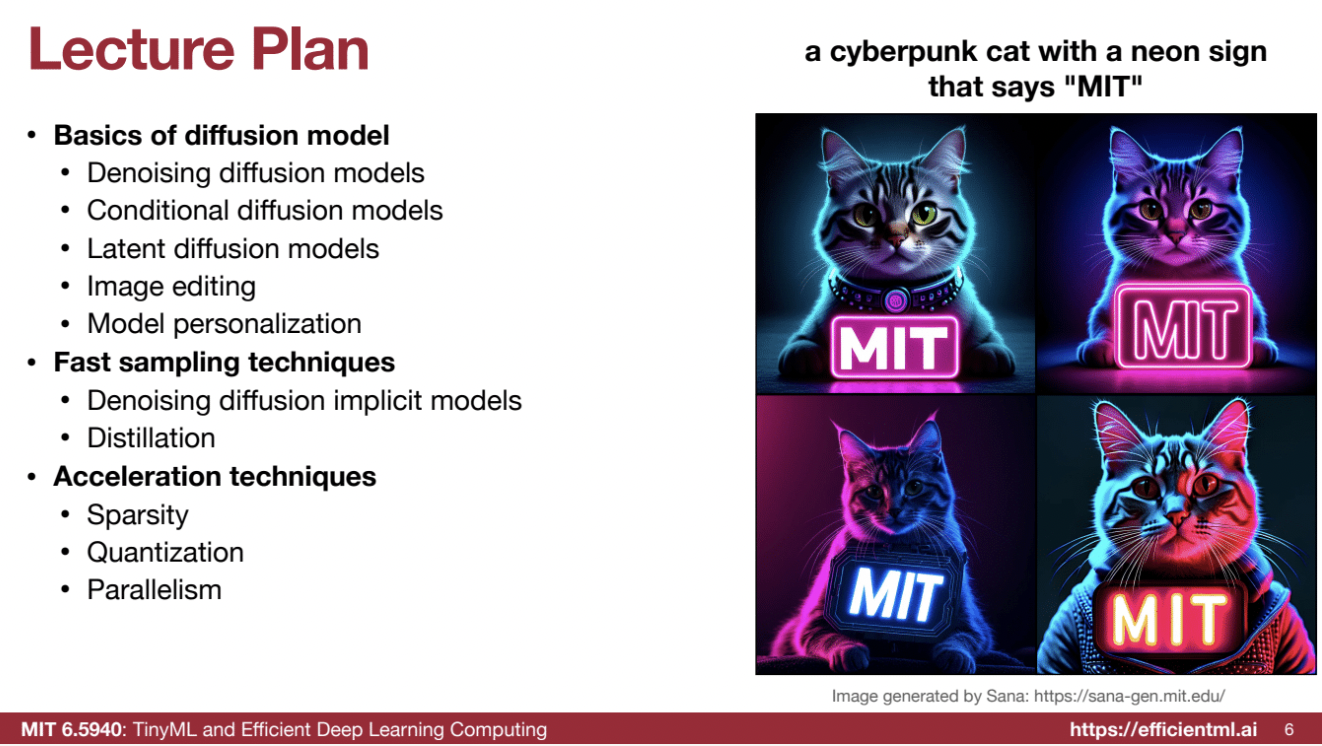 Lecture Plan
• Basics of diffusion model
• Denoising diffusion models
• Conditional diffusion models
• Latent diffusion models
• Image editing
• Model personalization
• Fast sampling techniques
• Denoising diffusion implicit models
• Distillation
• Acceleration techniques
• Sparsity
• Quantization
• Parallelism
a cyberpunk cat with a neon sign
that says "MIT"
MIT
MIT
MIT
MIT
Image generated by Sana: https://sana-gen.mit.edu/
MIT 6.5940: TinyML and Efficient Deep Learning Computing
https://efficientml.ai
6